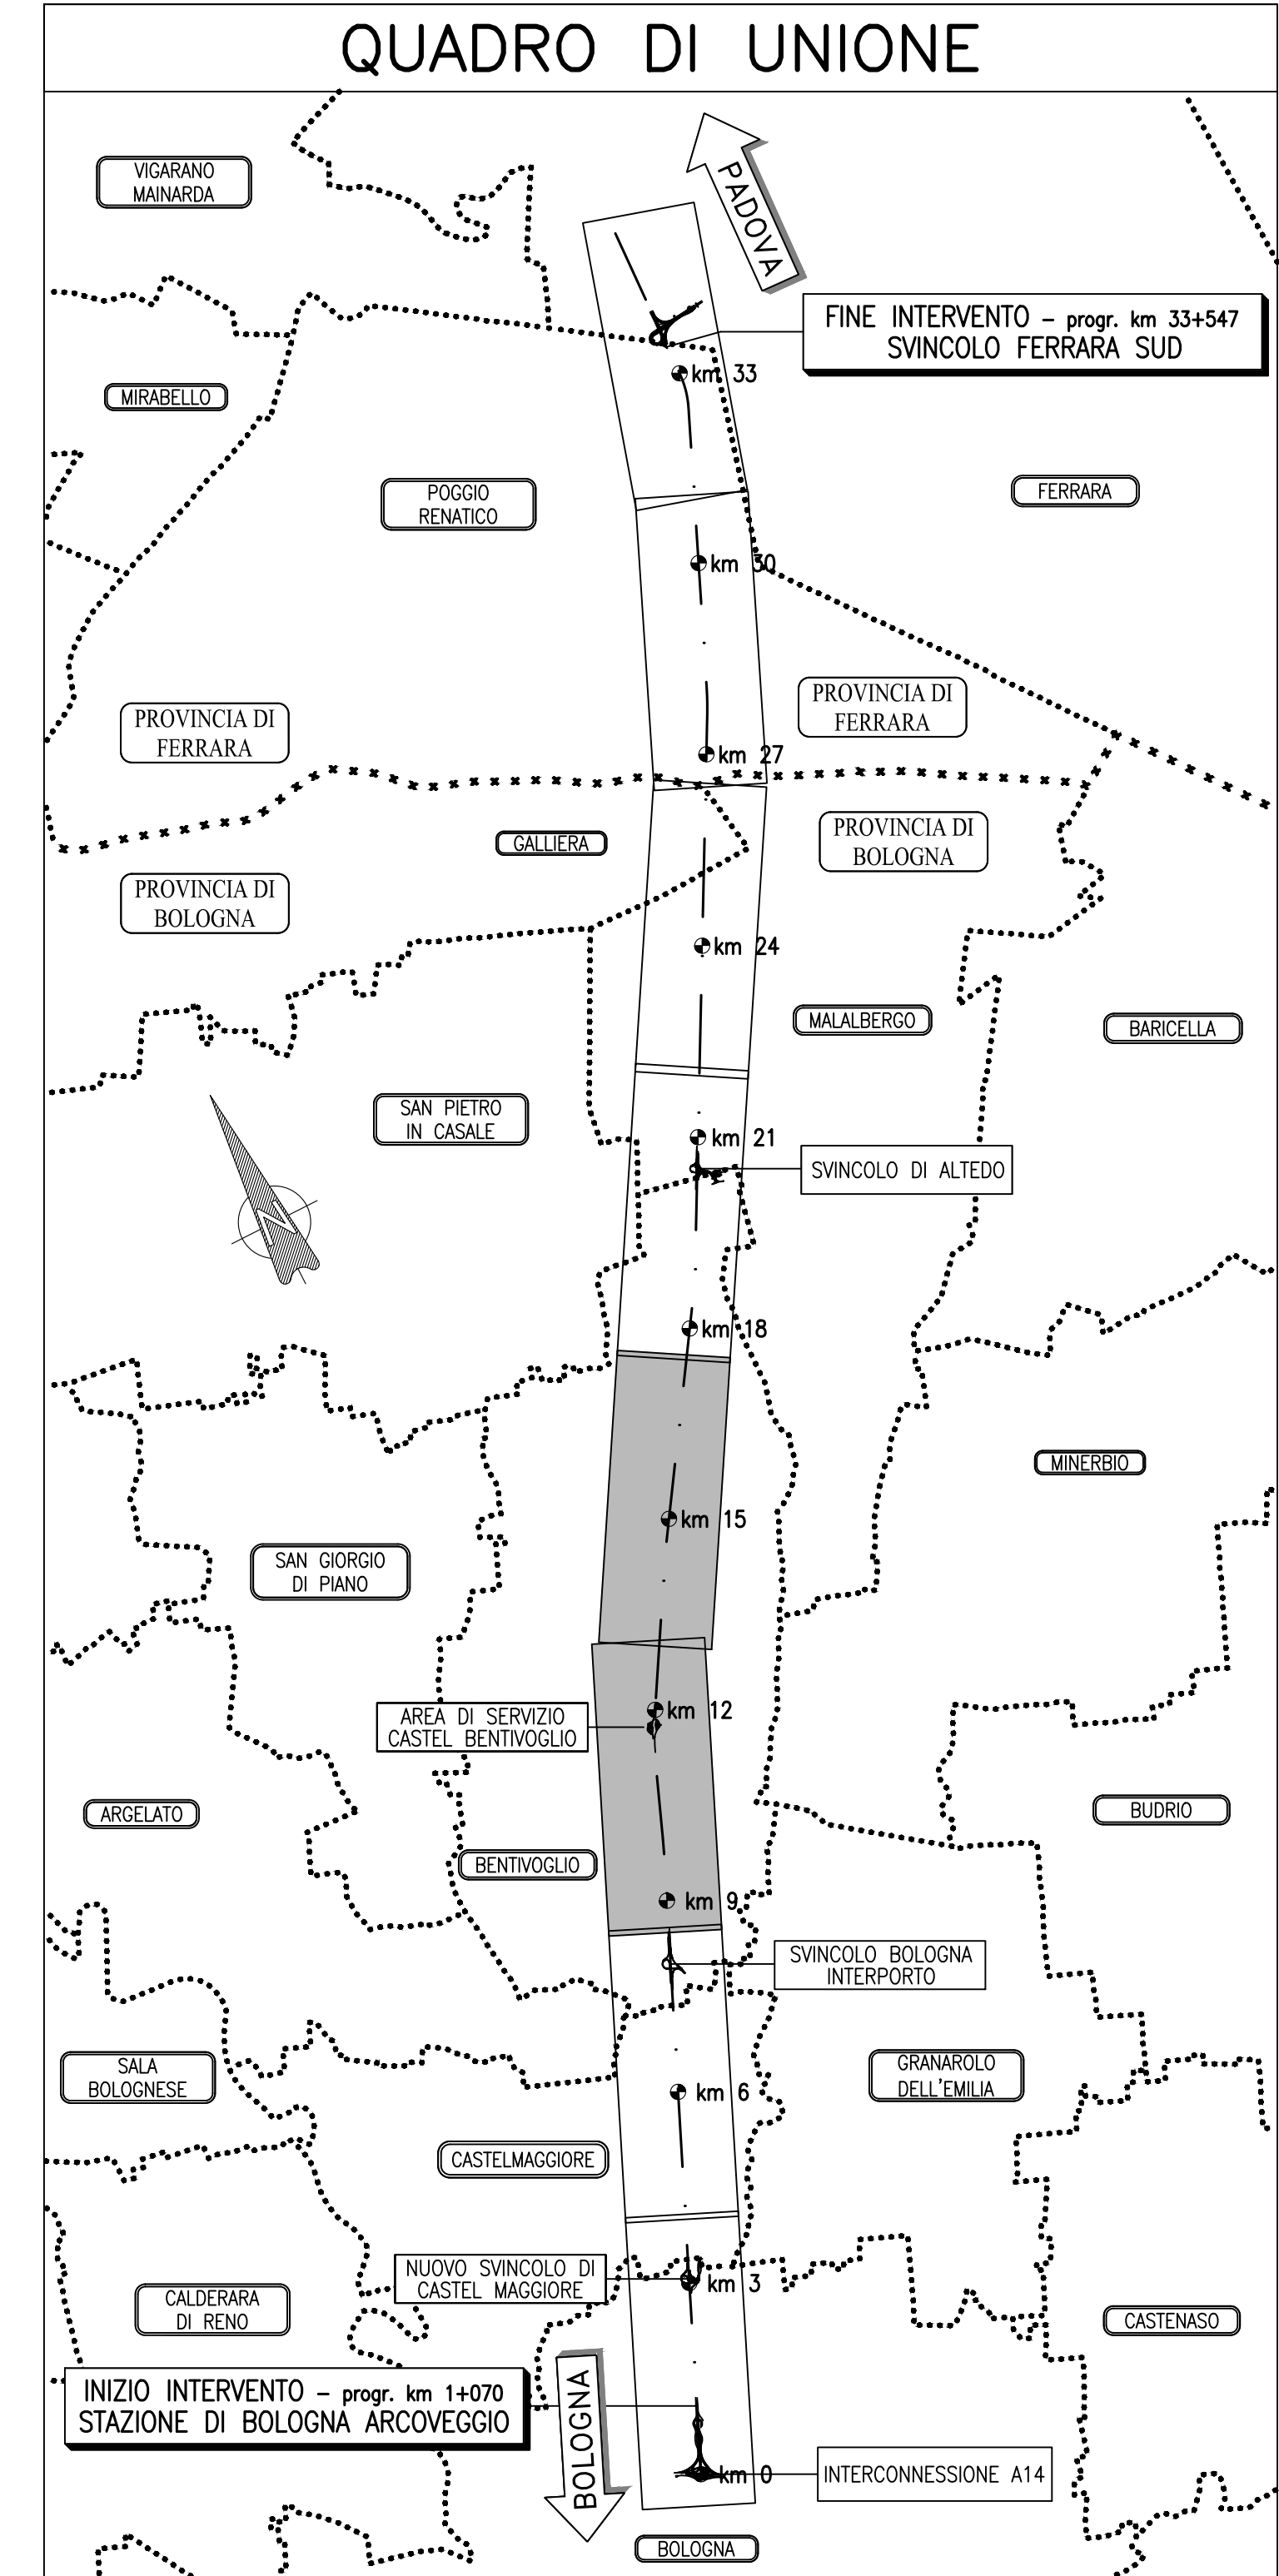 QUADRO DI UNIONE
VIGARANO
MAINARDA
PADOVA
FINE INTERVENTO – progr. km 33+547
SVINCOLO FERRARA SUD
km 33
MIRABELLO
POGGIO
RENATICO
FERRARA
km 30
PROVINCIA DI
FERRARA
PROVINCIA DI
FERRARA
km 27
GALLIERA
PROVINCIA DI
BOLOGNA
PROVINCIA DI
BOLOGNA
km 24
MALALBERGO
BARICELLA
SAN PIETRO
IN CASALE
km 21
SVINCOLO DI ALTEDO
N
km 18
MINERBIO
km 15
SAN GIORGIO
DI PIANO
km 12
AREA DI SERVIZIO
CASTEL BENTIVOGLIO
ARGELATO
BUDRIO
BENTIVOGLIO
km 9
SVINCOLO BOLOGNA
INTERPORTO
SALA
BOLOGNESE
GRANAROLO
DELL'EMILIA
km 6
CASTELMAGGIORE
NUOVO SVINCOLO DI
CASTEL MAGGIORE
km 3
CALDERARA
DI RENO
CASTENASO
INIZIO INTERVENTO – progr. km 1+070
STAZIONE DI BOLOGNA ARCOVEGGIO
BOLOGNA
km 0
INTERCONNESSIONE A14
BOLOGNA